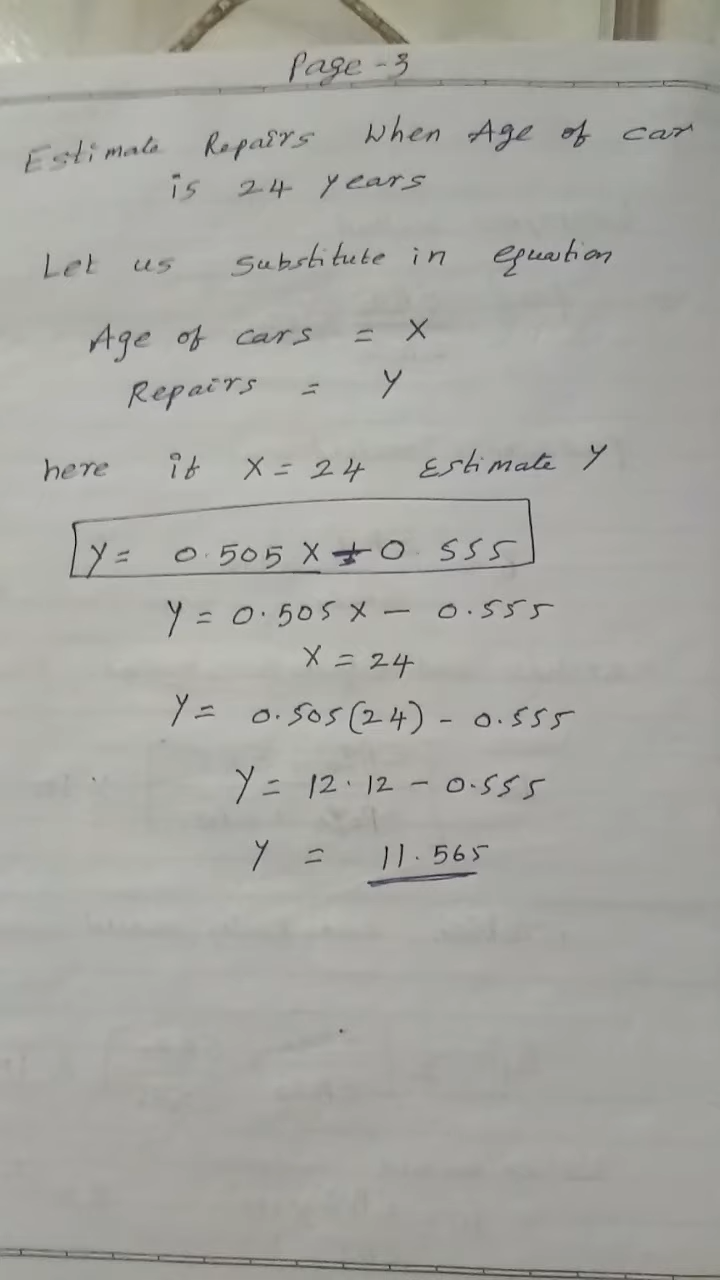 Page - 3
Estimate Repairs When Age of car
is 24 years
Let us substitute in equation
Age of cars = X
Repairs = Y
here if X = 24 Estimate Y
Y = 0.505 X ± 0.555
Y = 0.505 X - 0.555
X = 24
Y = 0.505(24) - 0.555
Y = 12.12 - 0.555
Y = 11.565